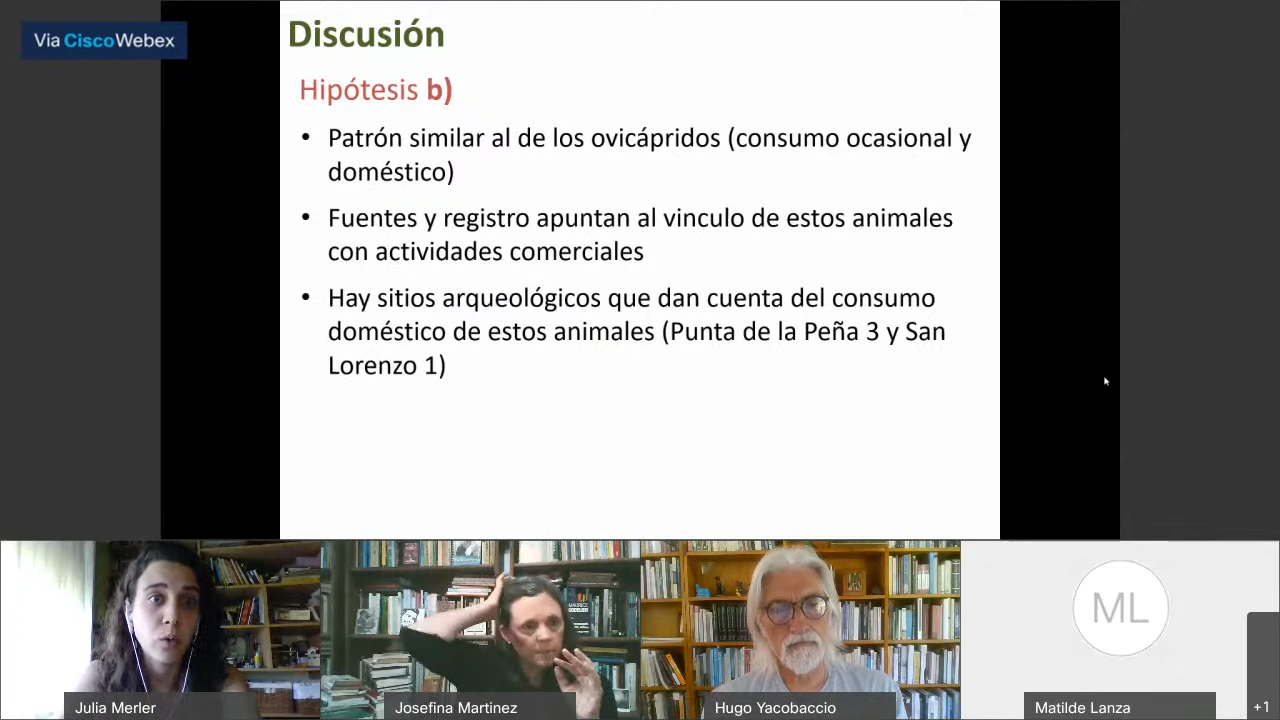 Via CiscoWebex
Discusión
Hipótesis b)
• Patrón similar al de los ovicápridos (consumo ocasional y
doméstico)
• Fuentes y registro apuntan al vinculo de estos animales
con actividades comerciales
• Hay sitios arqueológicos que dan cuenta del consumo
doméstico de estos animales (Punta de la Peña 3 y San
Lorenzo 1)
MAURICE
ML
Julia Merler
Josefina Martinez
Hugo Yacobaccio
Matilde Lanza
+1